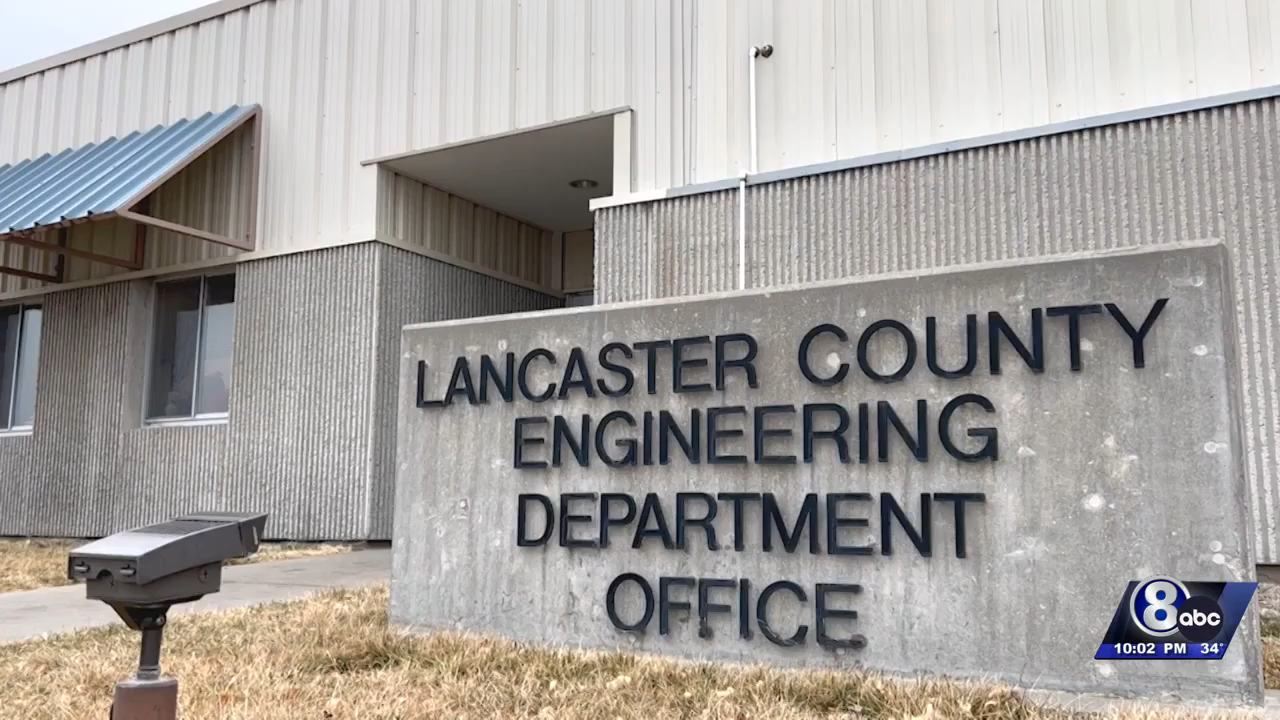 LANCASTER COUNTY
ENGINEERING
DEPARTMENT
OFFICE
8 abc
10:02 PM 34°